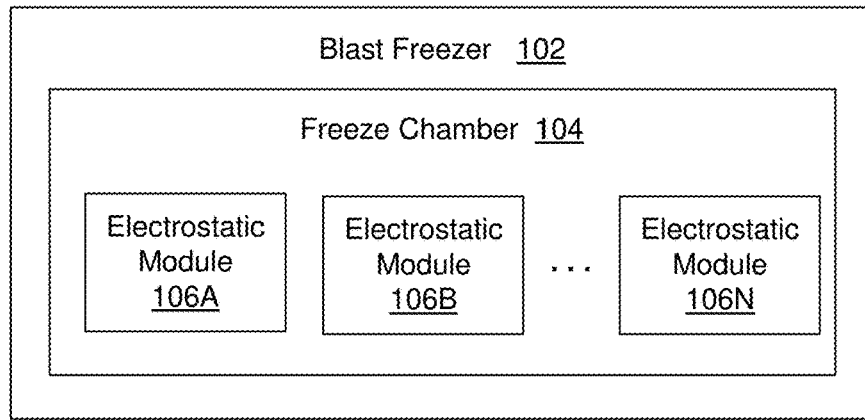 Blast Freezer 102
Freeze Chamber 104
Electrostatic
Module
106A
Electrostatic
Module
106B
...
Electrostatic
Module
106N